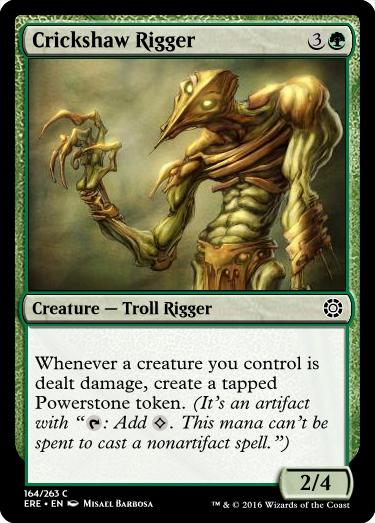 Crickshaw Rigger 3
Creature — Troll Rigger
Whenever a creature you control is
dealt damage, create a tapped
Powerstone token. (It's an artifact
with “: Add . This mana can't be
spent to cast a nonartifact spell.”)
2/4
164/263 C
ERE • EN Misael Barbosa
™ & © 2016 Wizards of the Coast